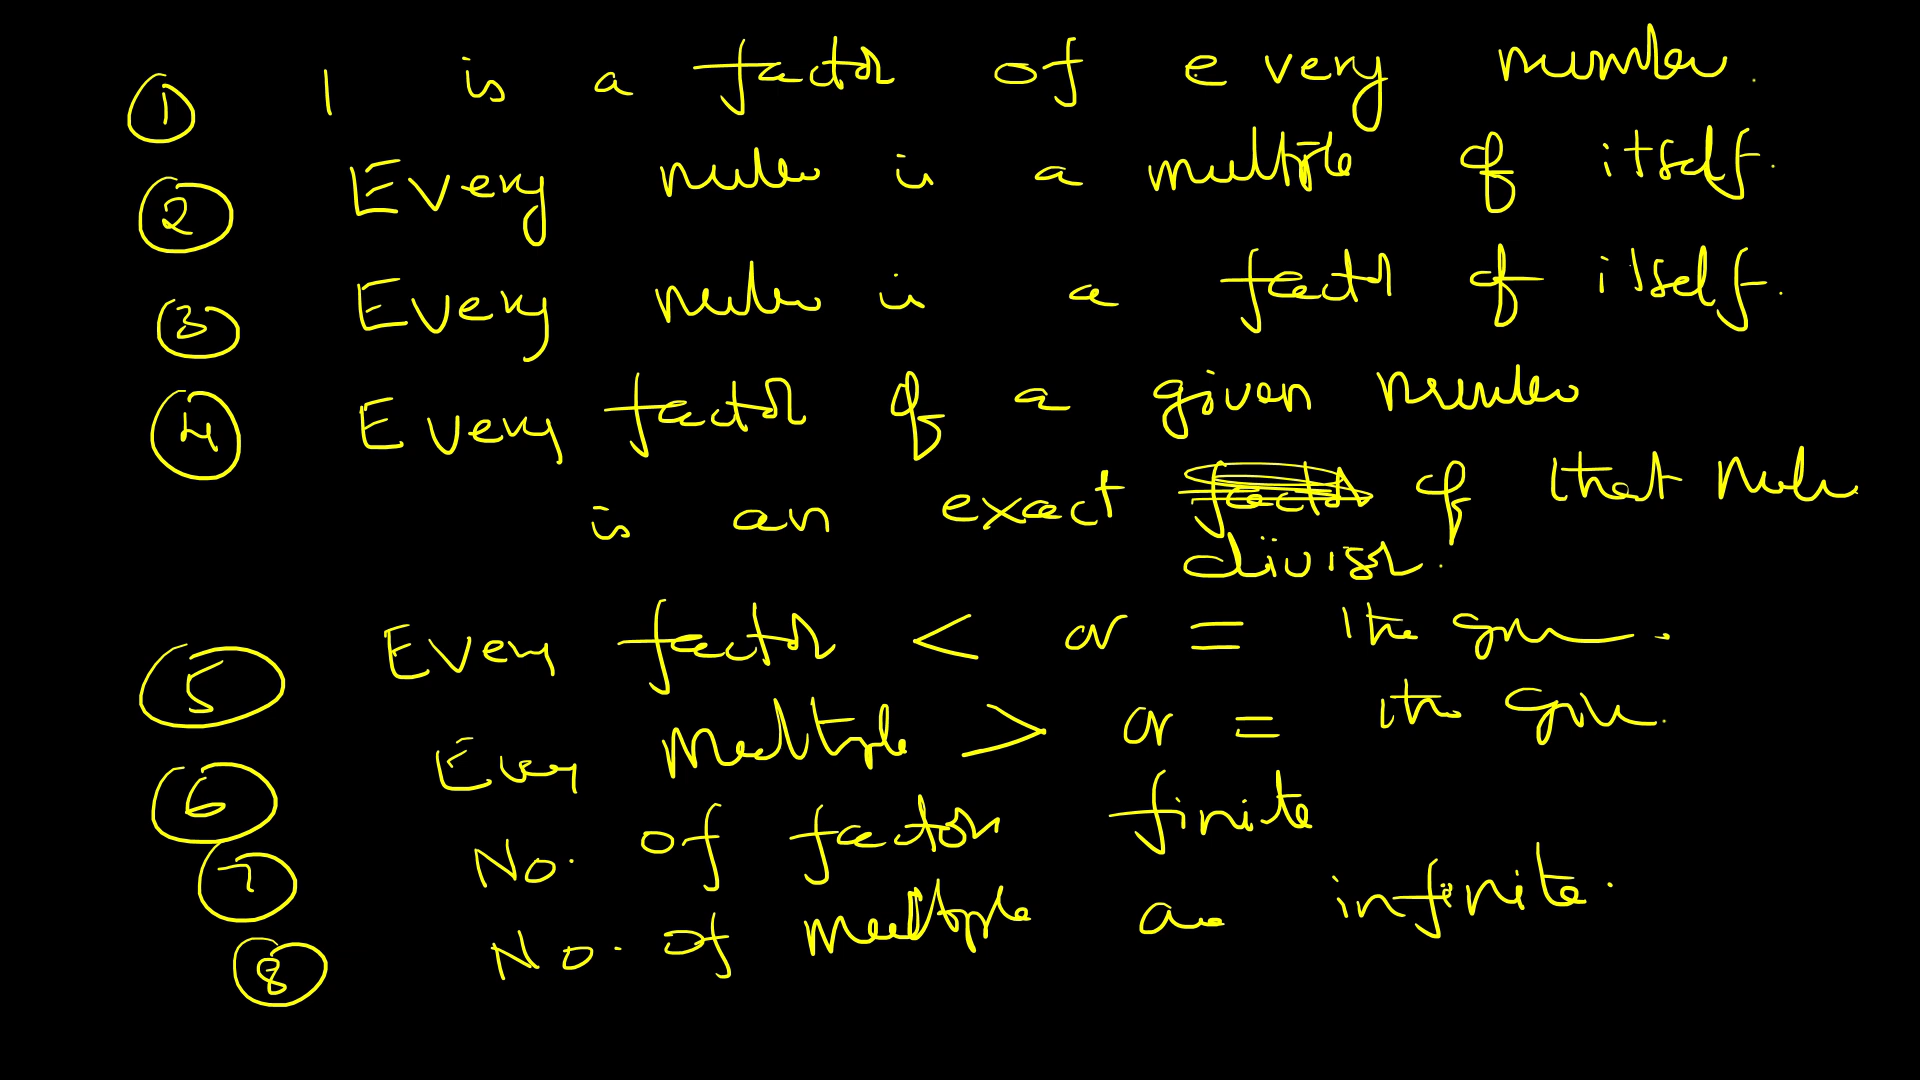 ① 1 is a factor of every number.
② Every number is a multiple of itself.
③ Every number is a factor of itself.
④ Every factor of a given number
is an exact factor of that number
divisor.
⑤ Every factor < or = the given.
⑥ Every multiple > or = the given.
⑦ No. of factors finite
⑧ No. of multiple are infinite.